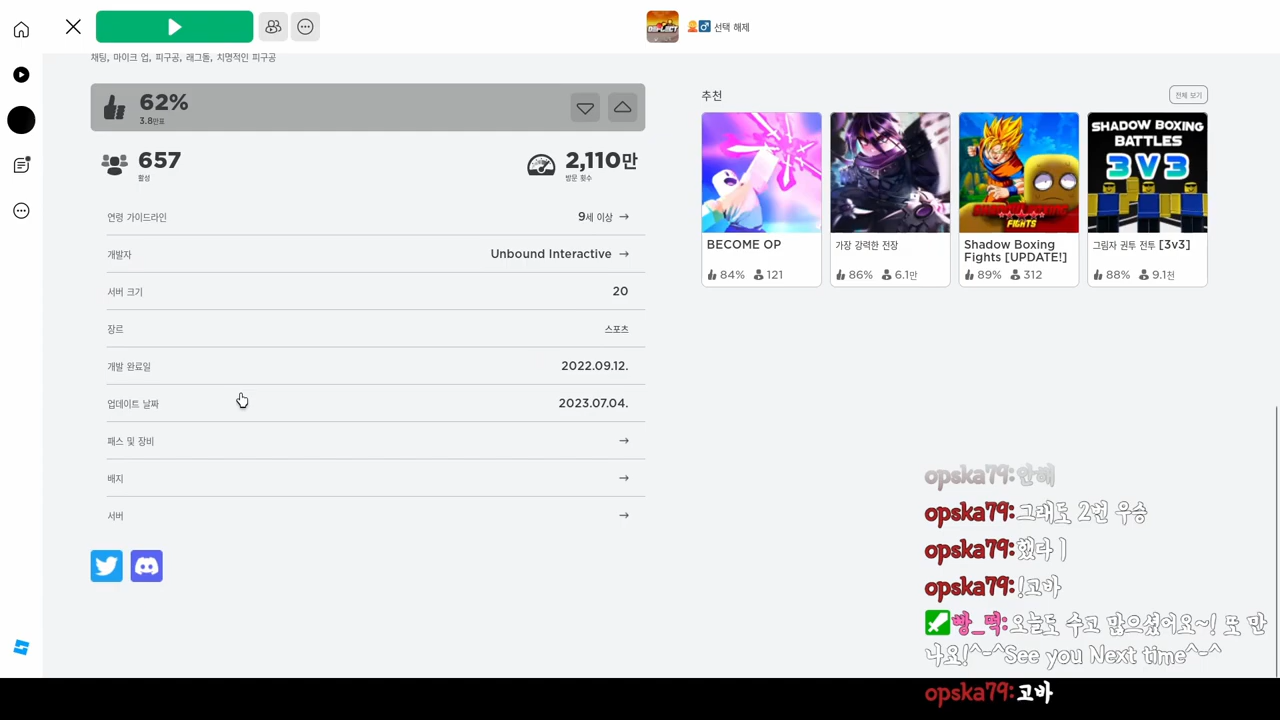 DEFLECT
🤷‍♂️ 선택 해제
채팅, 마이크 업, 피구공, 래그돌, 치명적인 피구공
62%
3.8만표
657
활성
2,110만
방문 횟수
연령 가이드라인
9세 이상 →
개발자
Unbound Interactive →
서버 크기
20
장르
스포츠
개발 완료일
2022.09.12.
업데이트 날짜
2023.07.04.
패스 및 장비 →
배지 →
서버 →
추천
전체 보기
SHADOW BOXING
BATTLES
3V3
FIGHTS
BECOME OP
84% 121
가장 강력한 전장
86% 6.1만
Shadow Boxing
Fights [UPDATE!]
89% 312
그림자 권투 전투 [3v3]
88% 9.1천
opska79:안해
opska79:그래도 2번 우승
opska79:했다ㅣ
opska79:!고바
빵_떡:오늘도 수고 많으셨어요~! 또 만
나요!^-^See you Next time^-^
opska79:고바